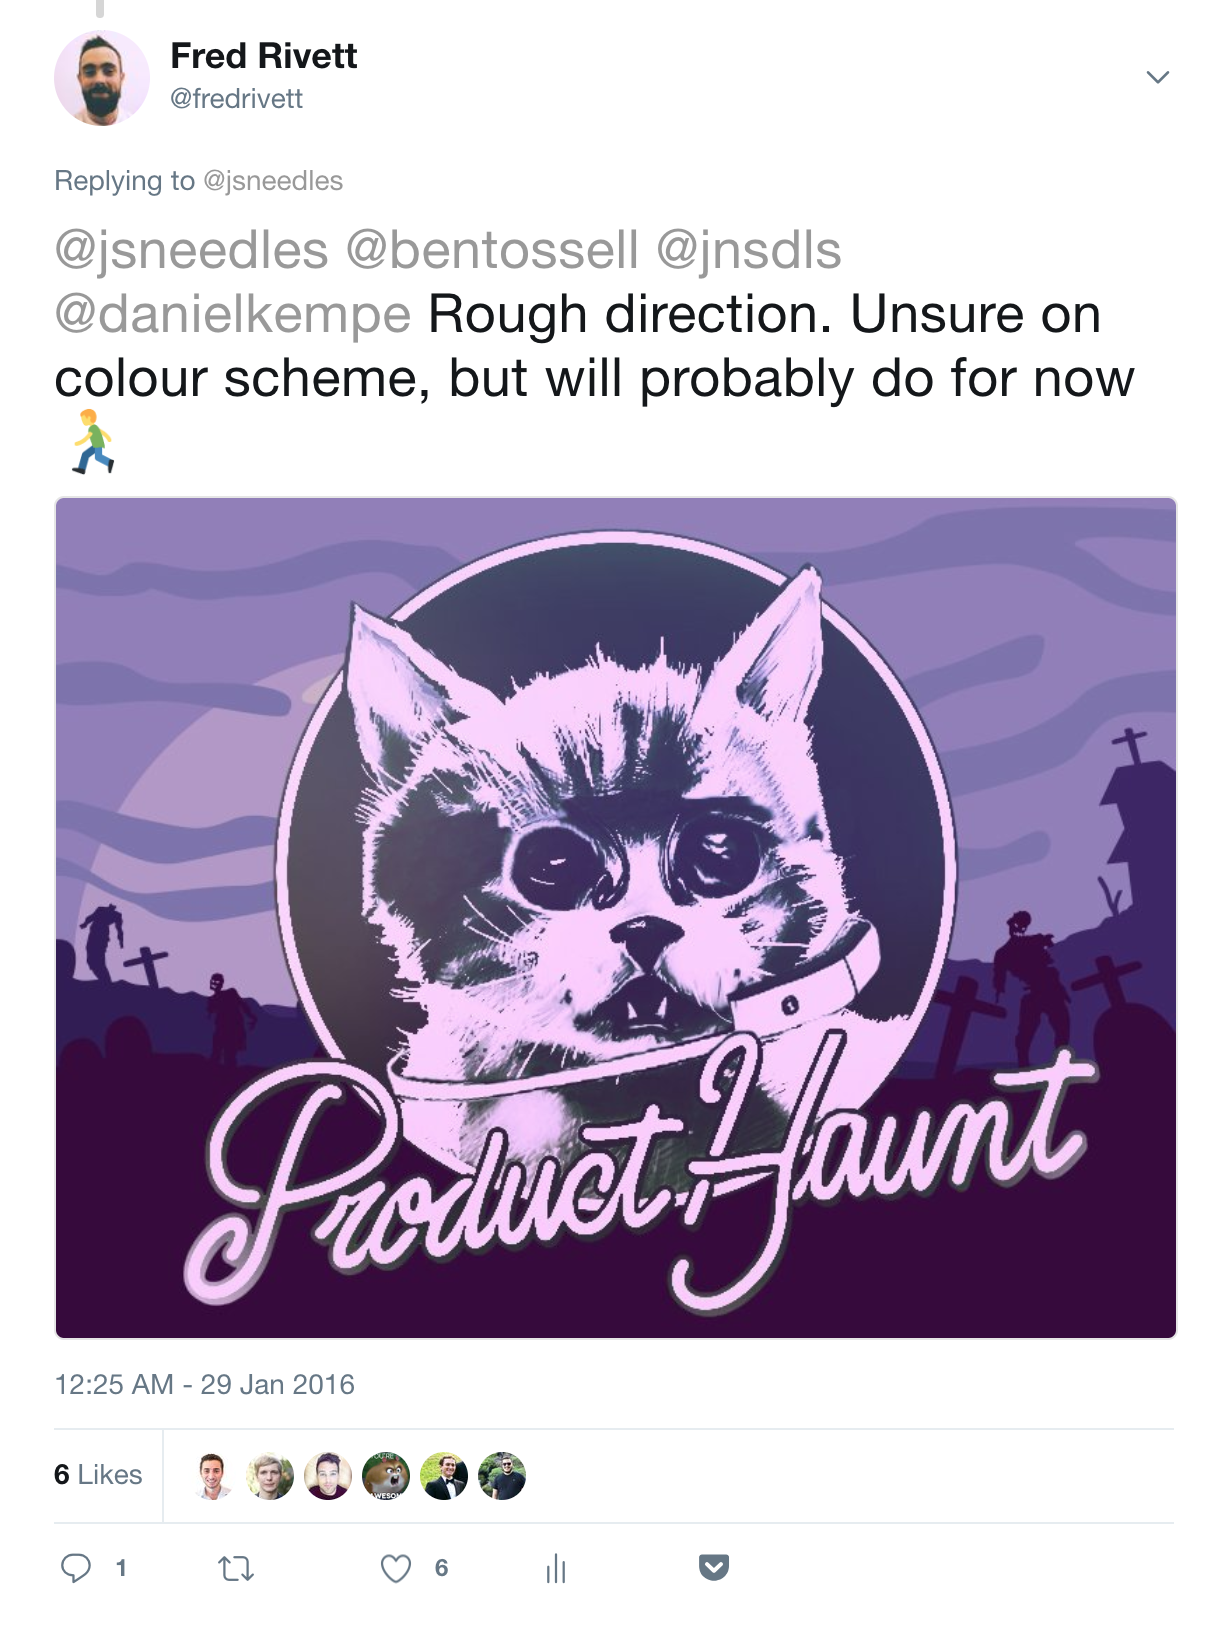 Fred Rivett
@fredrivett
Replying to @jsneedles
@jsneedles @bentossell @jnsdls
@danielkempe Rough direction. Unsure on
colour scheme, but will probably do for now
Product Haunt
12:25 AM - 29 Jan 2016
6 Likes
1
6